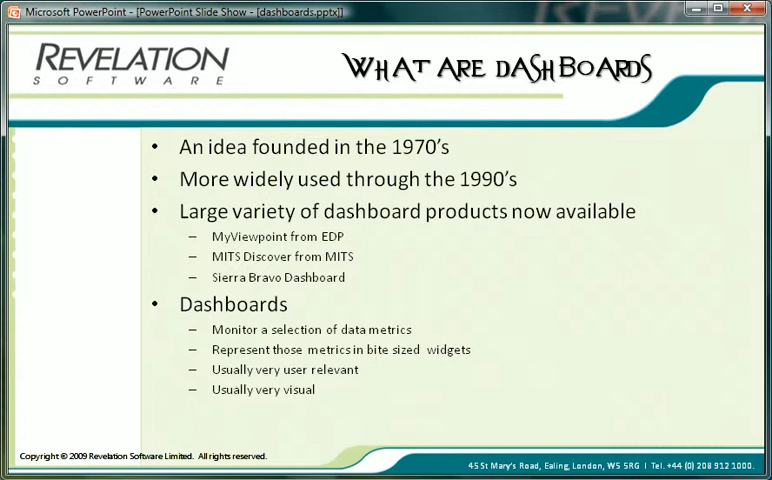 Microsoft PowerPoint - [PowerPoint Slide Show - [dashboards.pptx]]
REVELATION
SOFTWARE
WHAT ARE DASHBOARDS
• An idea founded in the 1970's
• More widely used through the 1990's
• Large variety of dashboard products now available
– MyViewpoint from EDP
– MITS Discover from MITS
– Sierra Bravo Dashboard
• Dashboards
– Monitor a selection of data metrics
– Represent those metrics in bite sized widgets
– Usually very user relevant
– Usually very visual
Copyright © 2009 Revelation Software Limited. All rights reserved.
45 St Mary's Road, Ealing, London, W5 5RG I Tel. +44 (0) 208 912 1000.